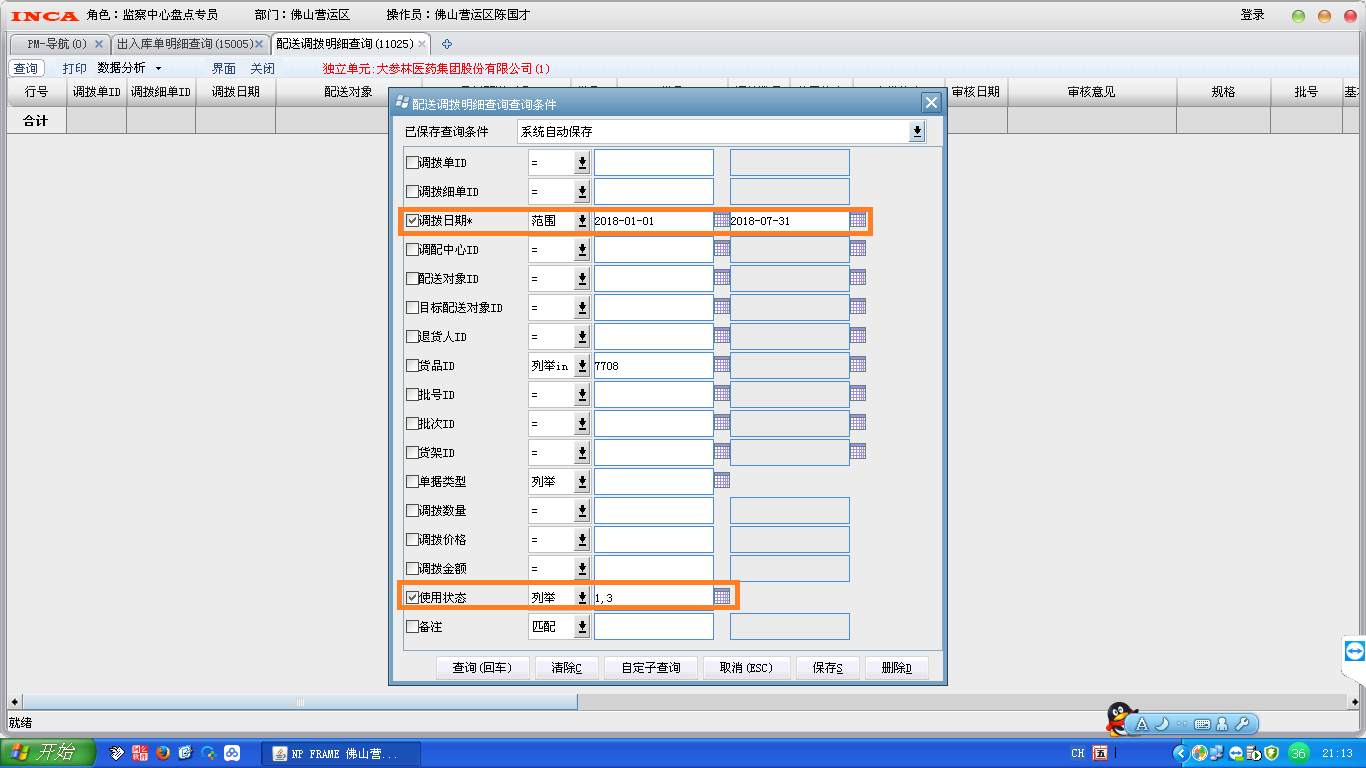 INCA 角色：监察中心盘点专员 部门：佛山营运区 操作员：佛山营运区陈国才 登录
PM-导航(0) 出入库单明细查询(15005) 配送调拨明细查询(11025)
查询 打印 数据分析 界面 关闭 独立单元:大参林医药集团股份有限公司(1)
行号 调拨单ID 调拨细单ID 调拨日期 配送对象 审核日期 审核意见 规格 批号
合计
配送调拨明细查询查询条件
已保存查询条件 系统自动保存
调拨单ID =
调拨细单ID =
调拨日期* 范围 2018-01-01 2018-07-31
调配中心ID =
配送对象ID =
目标配送对象ID =
退货人ID =
货品ID 列举in 7708
批号ID =
批次ID =
货架ID =
单据类型 列举
调拨数量 =
调拨价格 =
调拨金额 =
使用状态 列举 1,3
备注 匹配
查询(回车) 清除C 自定子查询 取消(ESC) 保存S 删除D
就绪
开始 NP FRAME 佛山营... CH 五 36 21:13